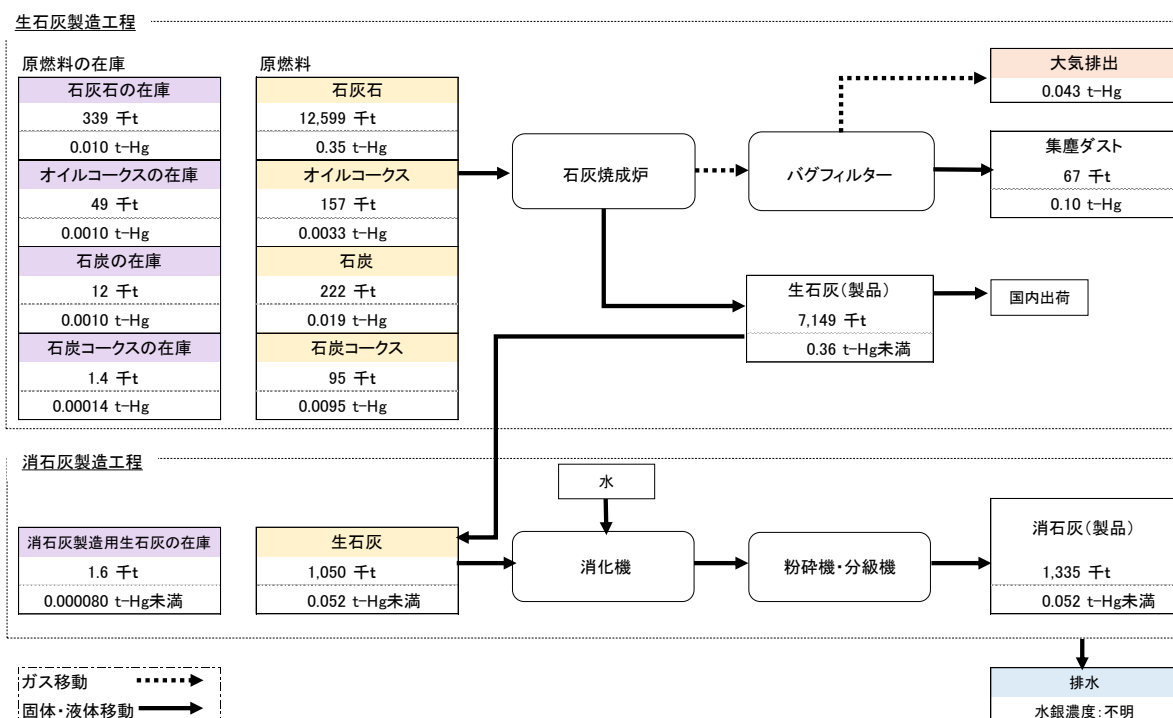 生石灰製造工程
原燃料の在庫
石灰石の在庫
339 千t
0.010 t-Hg
オイルコークスの在庫
49 千t
0.0010 t-Hg
石炭の在庫
12 千t
0.0010 t-Hg
石炭コークスの在庫
1.4 千t
0.00014 t-Hg
原燃料
石灰石
12,599 千t
0.35 t-Hg
オイルコークス
157 千t
0.0033 t-Hg
石炭
222 千t
0.019 t-Hg
石炭コークス
95 千t
0.0095 t-Hg
石灰焼成炉
バグフィルター
大気排出
0.043 t-Hg
集塵ダスト
67 千t
0.10 t-Hg
生石灰(製品)
7,149 千t
0.36 t-Hg未満
国内出荷
消石灰製造工程
消石灰製造用生石灰の在庫
1.6 千t
0.000080 t-Hg未満
生石灰
1,050 千t
0.052 t-Hg未満
水
消化機
粉砕機・分級機
消石灰(製品)
1,335 千t
0.052 t-Hg未満
排水
水銀濃度:不明
ガス移動
固体・液体移動